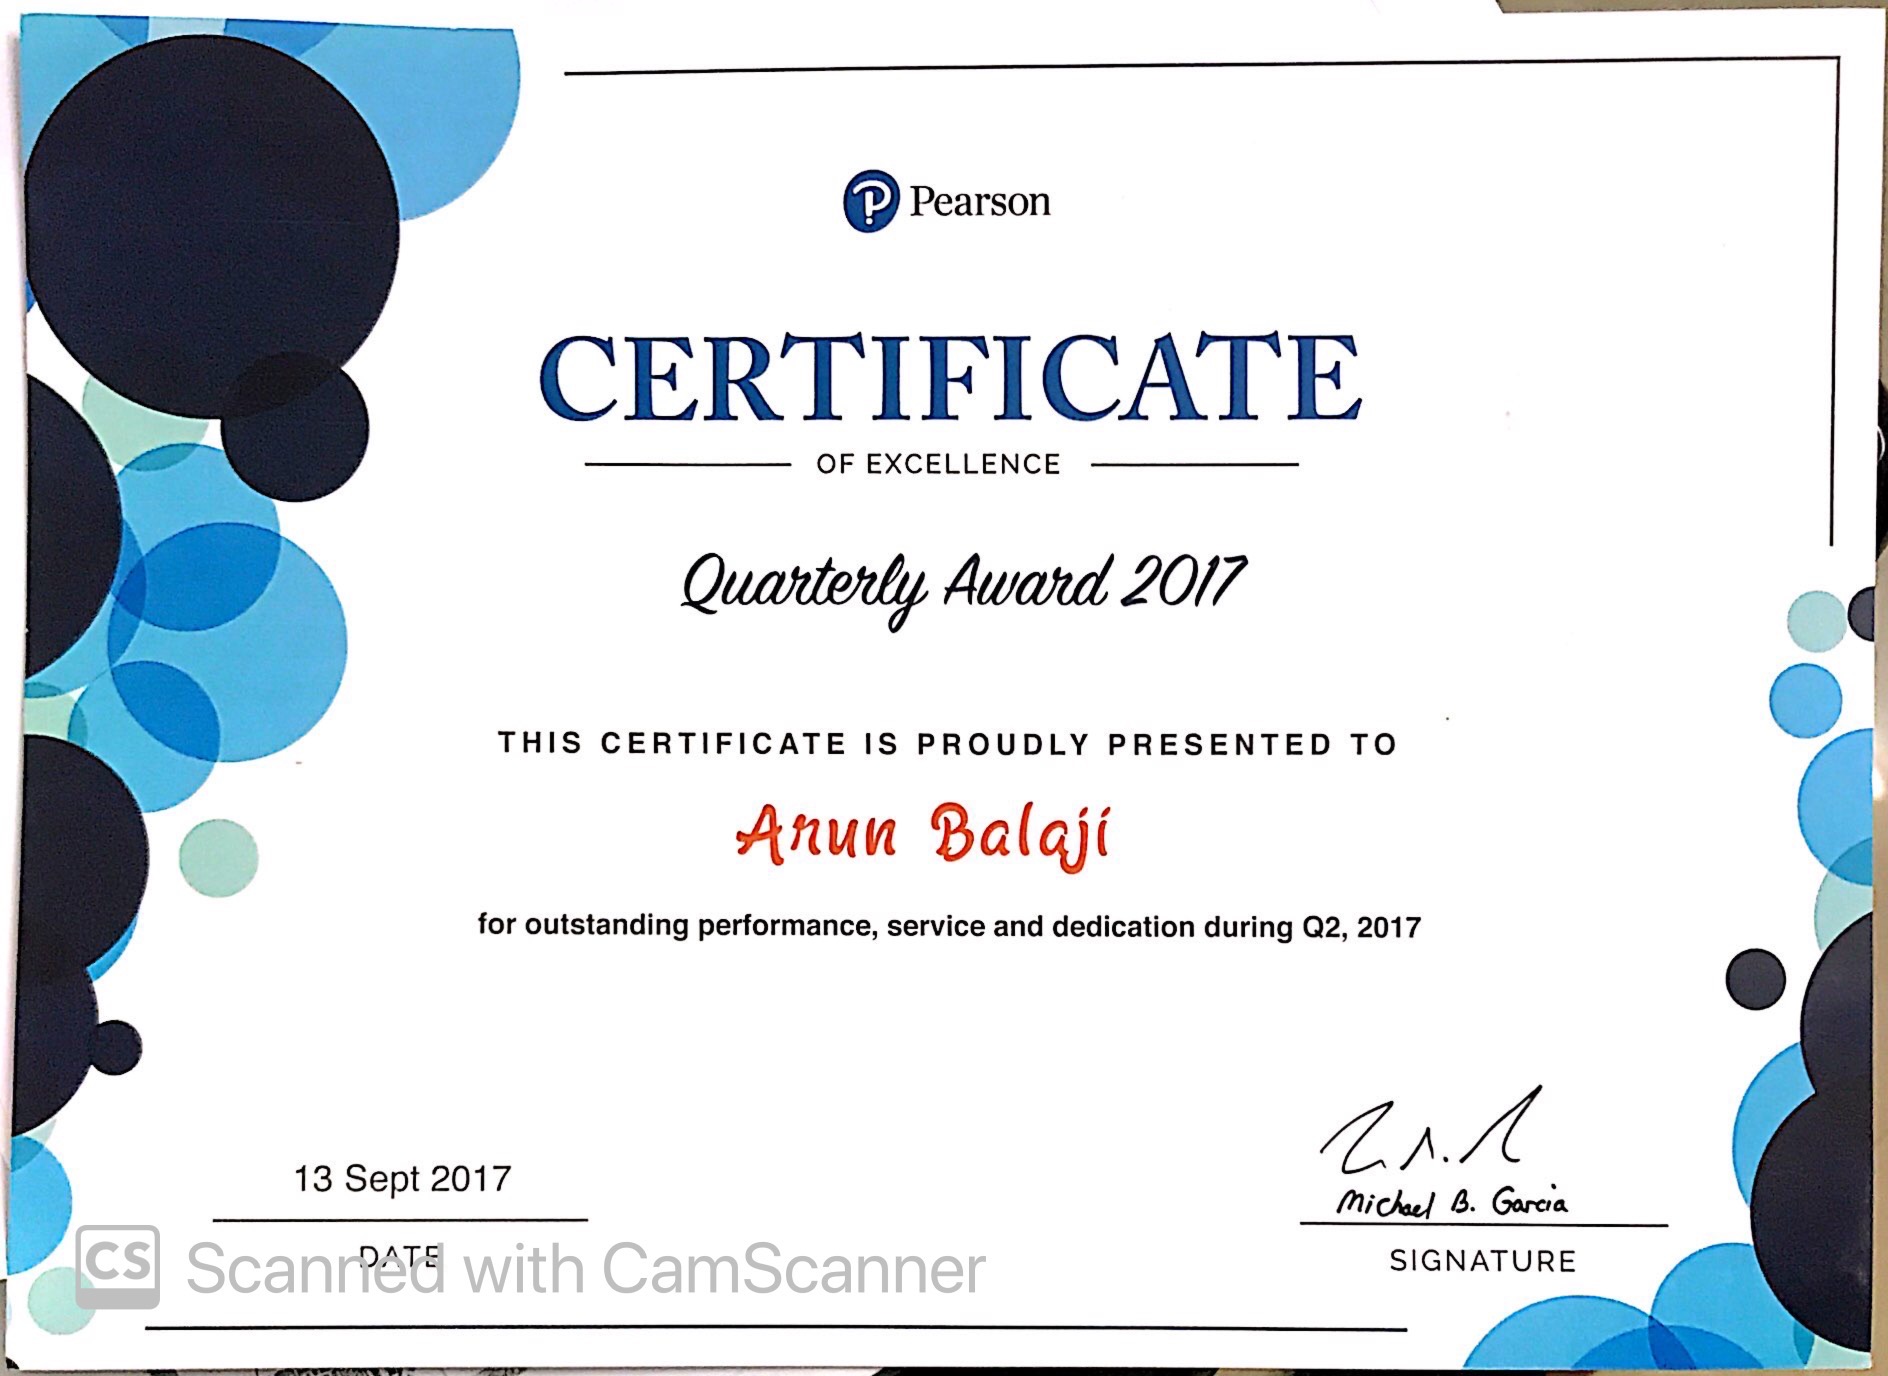 Pearson
CERTIFICATE
OF EXCELLENCE
Quarterly Award 2017
THIS CERTIFICATE IS PROUDLY PRESENTED TO
Arun Balaji
for outstanding performance, service and dedication during Q2, 2017
13 Sept 2017
Michael B. Garcia
DATE
SIGNATURE
CS Scanned with CamScanner